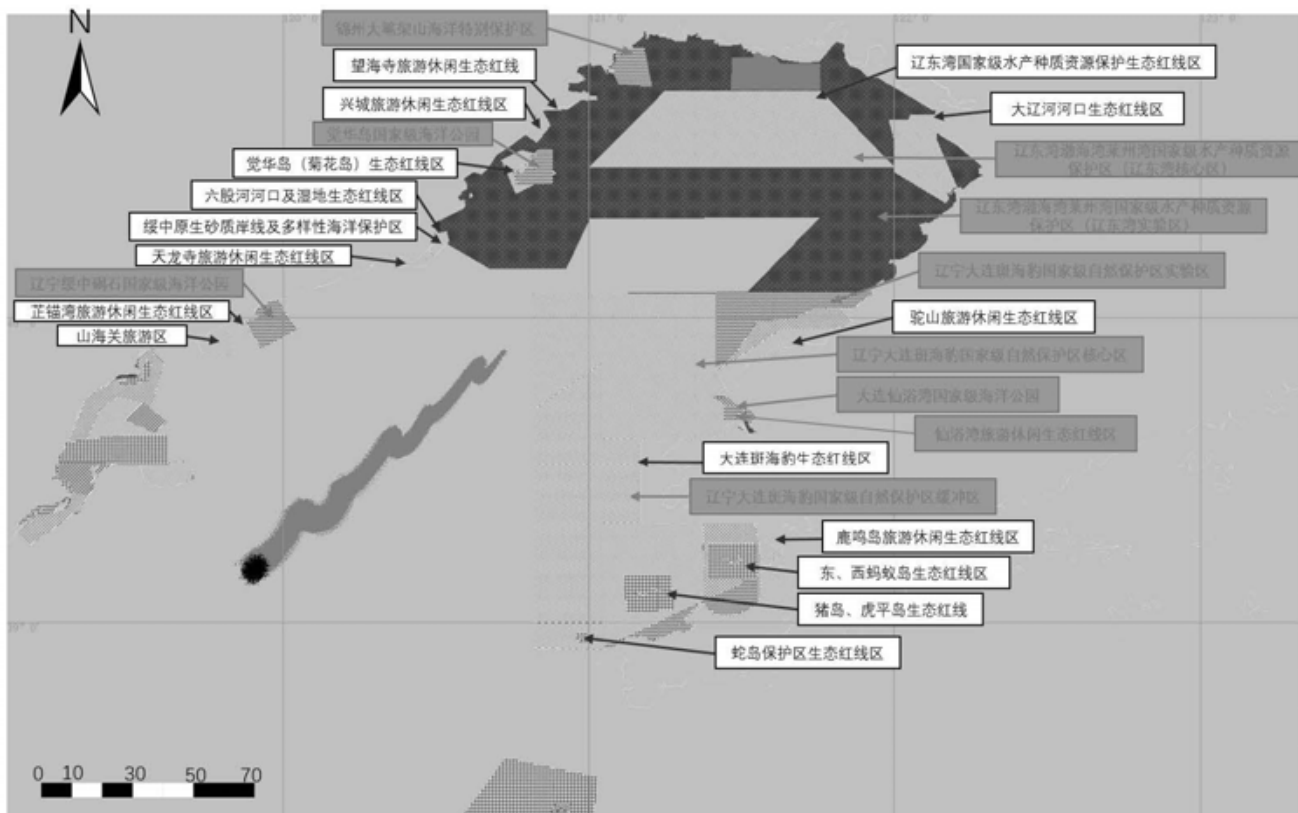 N
120° 0'
121° 0'
122° 0'
123° 0'
锦州大笔架山海洋特别保护区
望海寺旅游休闲生态红线
兴城旅游休闲生态红线区
觉华岛国家级海洋公园
觉华岛（菊花岛）生态红线区
六股河河口及湿地生态红线区
绥中原生砂质岸线及多样性海洋保护区
天龙寺旅游休闲生态红线区
辽宁绥中碣石国家级海洋公园
芷锚湾旅游休闲生态红线区
山海关旅游区
辽东湾国家级水产种质资源保护生态红线区
大辽河河口生态红线区
辽东湾渤海湾莱州湾国家级水产种质资源
保护区（辽东湾核心区）
辽东湾渤海湾莱州湾国家级水产种质资源
保护区（辽东湾实验区）
辽宁大连斑海豹国家级自然保护区实验区
驼山旅游休闲生态红线区
辽宁大连斑海豹国家级自然保护区核心区
大连仙浴湾国家级海洋公园
仙浴湾旅游休闲生态红线区
大连斑海豹生态红线区
辽宁大连斑海豹国家级自然保护区缓冲区
鹿鸣岛旅游休闲生态红线区
东、西蚂蚁岛生态红线区
猪岛、虎平岛生态红线
39° 0'
蛇岛保护区生态红线区
0 10 30 50 70